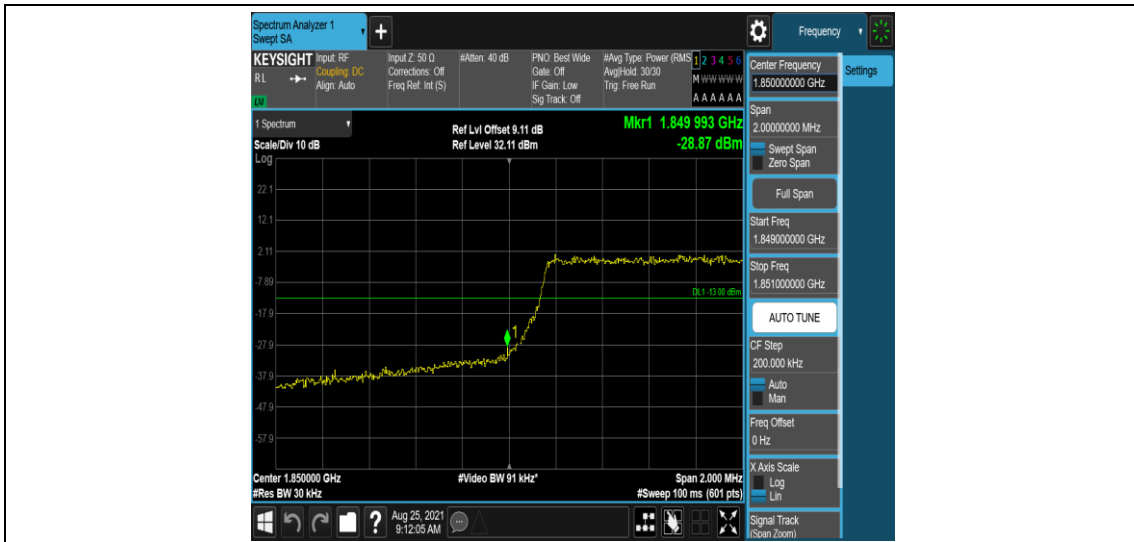 Spectrum Analyzer 1
Swept SA
+
Frequency
KEYSIGHT
RL
LXI
Input: RF
Coupling: DC
Align: Auto
Input Z: 50 Ω
Corrections: Off
Freq Ref: Int (S)
#Atten: 40 dB
PNO: Best Wide
Gate: Off
IF Gain: Low
Sig Track: Off
#Avg Type: Power (RMS
Avg|Hold: 30/30
Trig: Free Run
1 2 3 4 5 6
M W W W W W
A A A A A A
1 Spectrum
Scale/Div 10 dB
Ref Lvl Offset 9.11 dB
Ref Level 32.11 dBm
Mkr1 1.849 993 GHz
-28.87 dBm
Log
22.1
12.1
2.11
-7.89
-17.9
-27.9
-37.9
-47.9
-57.9
DL1 -13.00 dBm
1
Center 1.850000 GHz
#Video BW 91 kHz*
Span 2.000 MHz
#Res BW 30 kHz
#Sweep 100 ms (601 pts)
?
Aug 25, 2021
9:12:05 AM
Center Frequency
1.850000000 GHz
Settings
Span
2.00000000 MHz
Swept Span
Zero Span
Full Span
Start Freq
1.849000000 GHz
Stop Freq
1.851000000 GHz
AUTO TUNE
CF Step
200.000 kHz
Auto
Man
Freq Offset
0 Hz
X Axis Scale
Log
Lin
Signal Track
(Span Zoom)